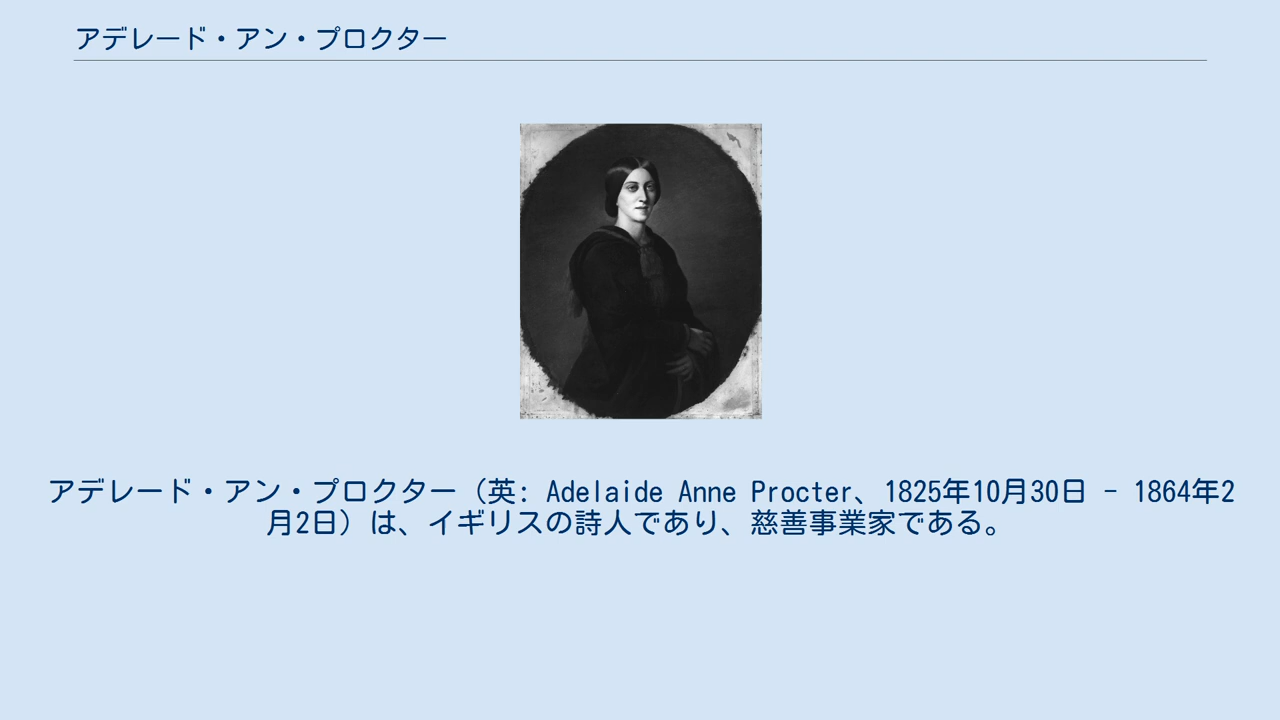 アデレード・アン・プロクター
アデレード・アン・プロクター（英: Adelaide Anne Procter、1825年10月30日 - 1864年2
月2日）は、イギリスの詩人であり、慈善事業家である。